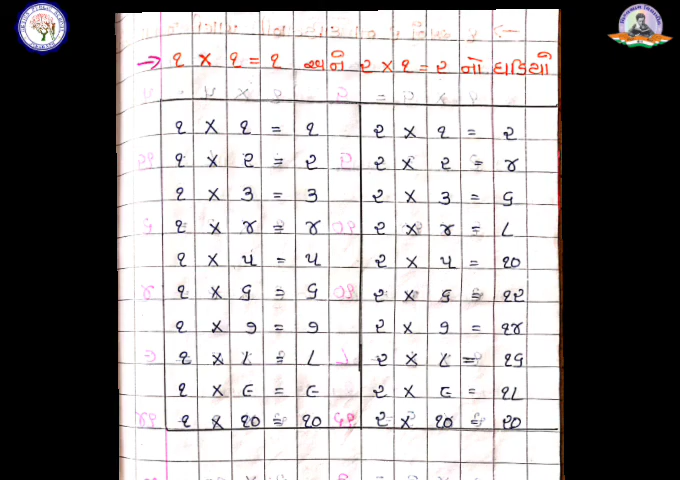 → ૧ × ૧ = ૧ અને ૨ × ૧ = ૨ નો ઘડિયો
૧ × ૧ = ૧ ૨ × ૧ = ૨
૧ × ૨ = ૨ ૨ × ૨ = ૪
૧ × ૩ = ૩ ૨ × ૩ = ૬
૧ × ૪ = ૪ ૨ × ૪ = ૮
૧ × ૫ = ૫ ૨ × ૫ = ૧૦
૧ × ૬ = ૬ ૨ × ૬ = ૧૨
૧ × ૭ = ૭ ૨ × ૭ = ૧૪
૧ × ૮ = ૮ ૨ × ૮ = ૧૬
૧ × ૯ = ૯ ૨ × ૯ = ૧૮
૧ × ૧૦ = ૧૦ ૨ × ૧૦ = ૨૦